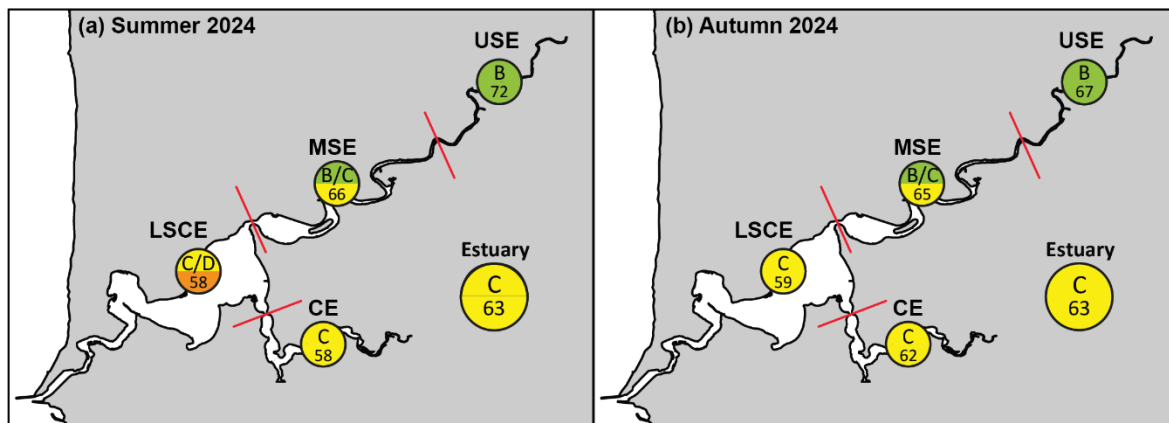 (a) Summer 2024
USE
B
72
MSE
B/C
66
LSCE
C/D
58
Estuary
C
63
CE
C
58
(b) Autumn 2024
USE
B
67
MSE
B/C
65
LSCE
C
59
Estuary
C
63
CE
C
62